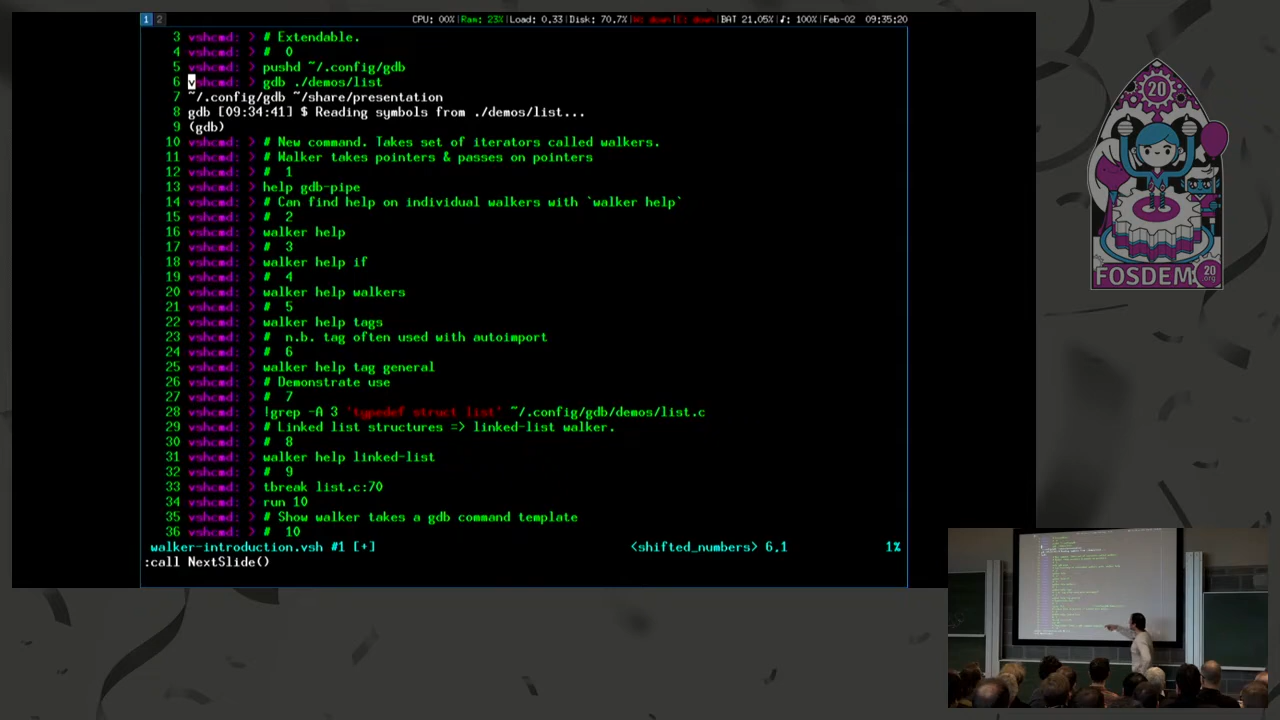 1 2 CPU: 00%|Ram: 23%|Load: 0.33|Disk: 70.7%|W: down|E: down|BAT 21.05%|♪: 100%|Feb-02 09:35:20
3 vshcmd: > # Extendable.
4 vshcmd: > # 0
5 vshcmd: > pushd ~/.config/gdb
6 vshcmd: > gdb ./demos/list
7 ~/.config/gdb ~/share/presentation
8 gdb [09:34:41] $ Reading symbols from ./demos/list...
9 (gdb)
10 vshcmd: > # New command. Takes set of iterators called walkers.
11 vshcmd: > # Walker takes pointers & passes on pointers
12 vshcmd: > # 1
13 vshcmd: > help gdb-pipe
14 vshcmd: > # Can find help on individual walkers with `walker help`
15 vshcmd: > # 2
16 vshcmd: > walker help
17 vshcmd: > # 3
18 vshcmd: > walker help if
19 vshcmd: > # 4
20 vshcmd: > walker help walkers
21 vshcmd: > # 5
22 vshcmd: > walker help tags
23 vshcmd: > # n.b. tag often used with autoimport
24 vshcmd: > # 6
25 vshcmd: > walker help tag general
26 vshcmd: > # Demonstrate use
27 vshcmd: > # 7
28 vshcmd: > !grep -A 3 'typedef struct list' ~/.config/gdb/demos/list.c
29 vshcmd: > # Linked list structures => linked-list walker.
30 vshcmd: > # 8
31 vshcmd: > walker help linked-list
32 vshcmd: > # 9
33 vshcmd: > tbreak list.c:70
34 vshcmd: > run 10
35 vshcmd: > # Show walker takes a gdb command template
36 vshcmd: > # 10
walker-introduction.vsh #1 [+] <shifted_numbers> 6,1 1%
:call NextSlide()
20
FOSDEM 20 .org